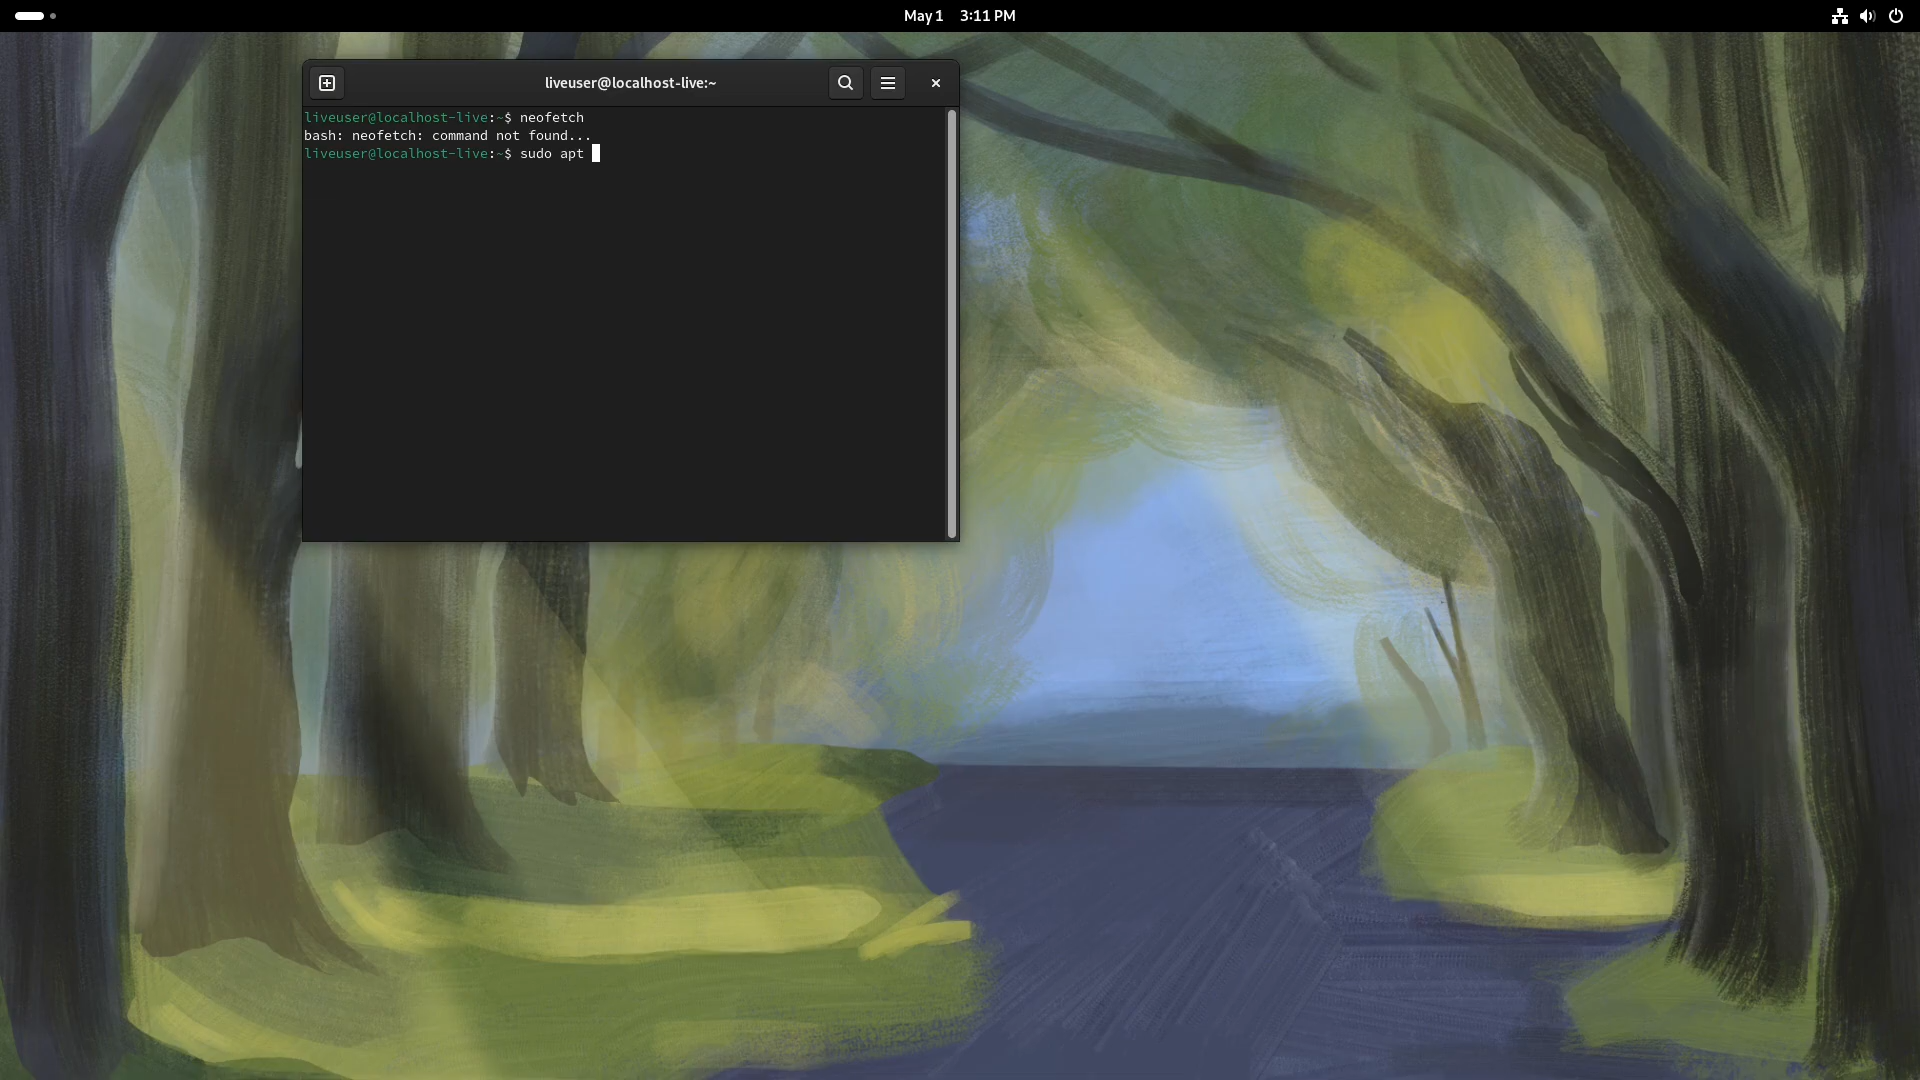 May 1 3:11 PM
liveuser@localhost-live:~
liveuser@localhost-live:~$ neofetch
bash: neofetch: command not found...
liveuser@localhost-live:~$ sudo apt